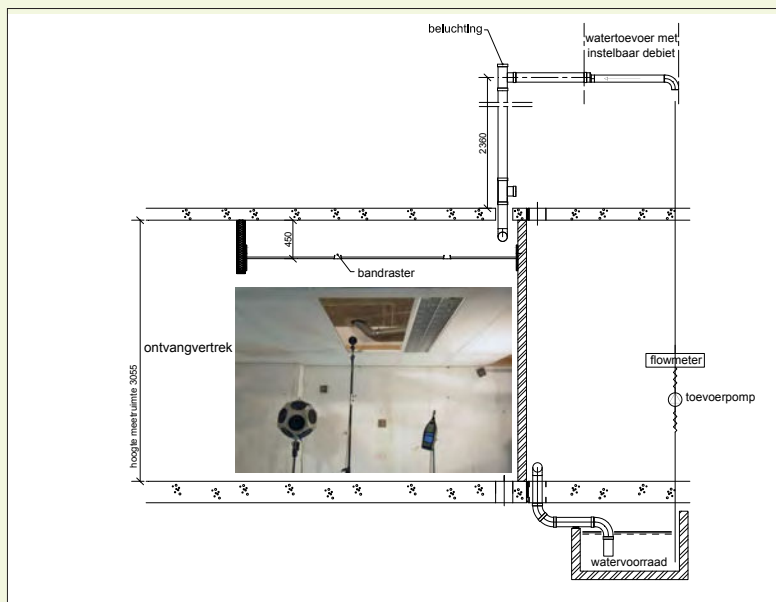 beluchting
watertoevoer met
instelbaar debiet
2360
450
bandraster
ontvangvertrek
hoogte meetruimte 3055
flowmeter
toevoerpomp
watervoorraad